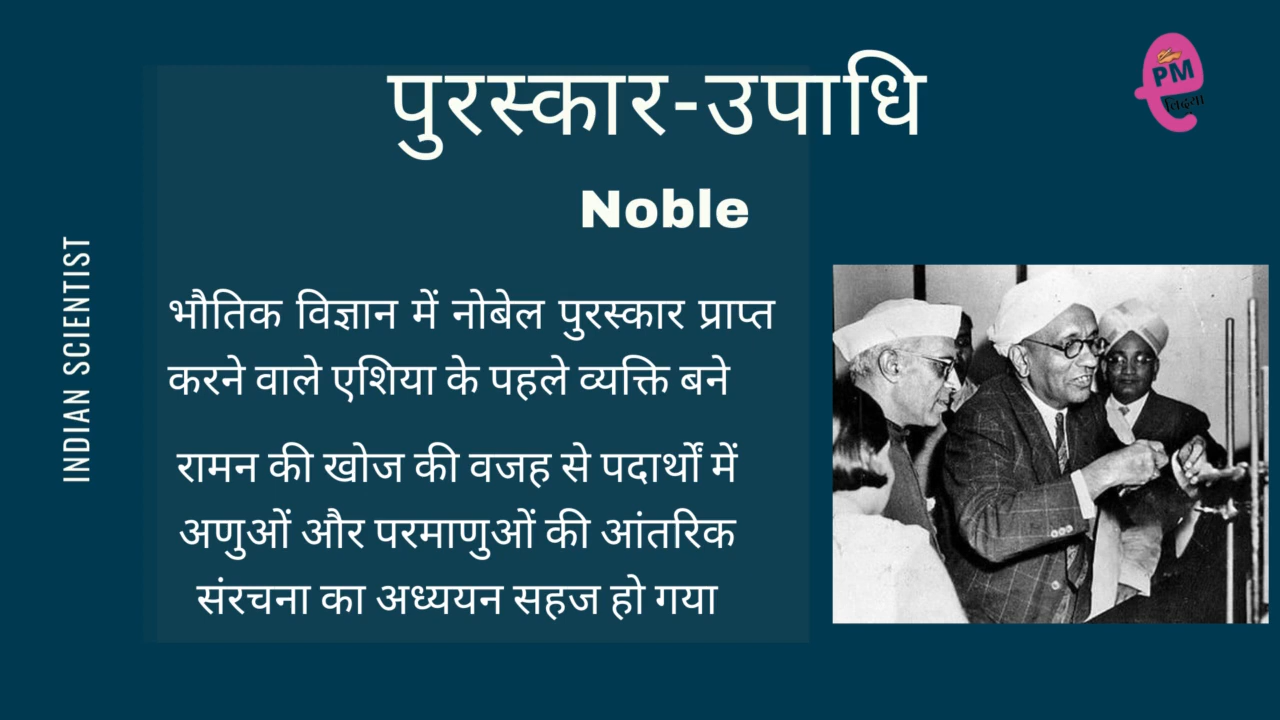 पुरस्कार-उपाधि
PM
Noble
INDIAN SCIENTIST
भौतिक विज्ञान में नोबेल पुरस्कार प्राप्त
करने वाले एशिया के पहले व्यक्ति बने
रामन की खोज की वजह से पदार्थों में
अणुओं और परमाणुओं की आंतरिक
संरचना का अध्ययन सहज हो गया